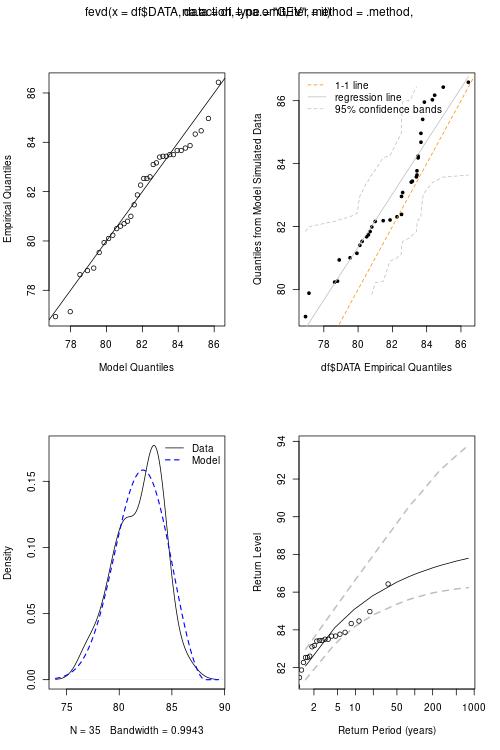 fevd(x = df$DATA, method = .method,
Empirical Quantiles
78 80 82 84 86
78 80 82 84 86
Model Quantiles
1-1 line
regression line
95% confidence bands
Quantiles from Model Simulated Data
80 82 84 86
78 80 82 84 86
df$DATA Empirical Quantiles
Data
Model
Density
0.00 0.05 0.10 0.15
75 80 85 90
N = 35 Bandwidth = 0.9943
Return Level
82 84 86 88 90 92 94
2 5 10 20 50 200 1000
Return Period (years)